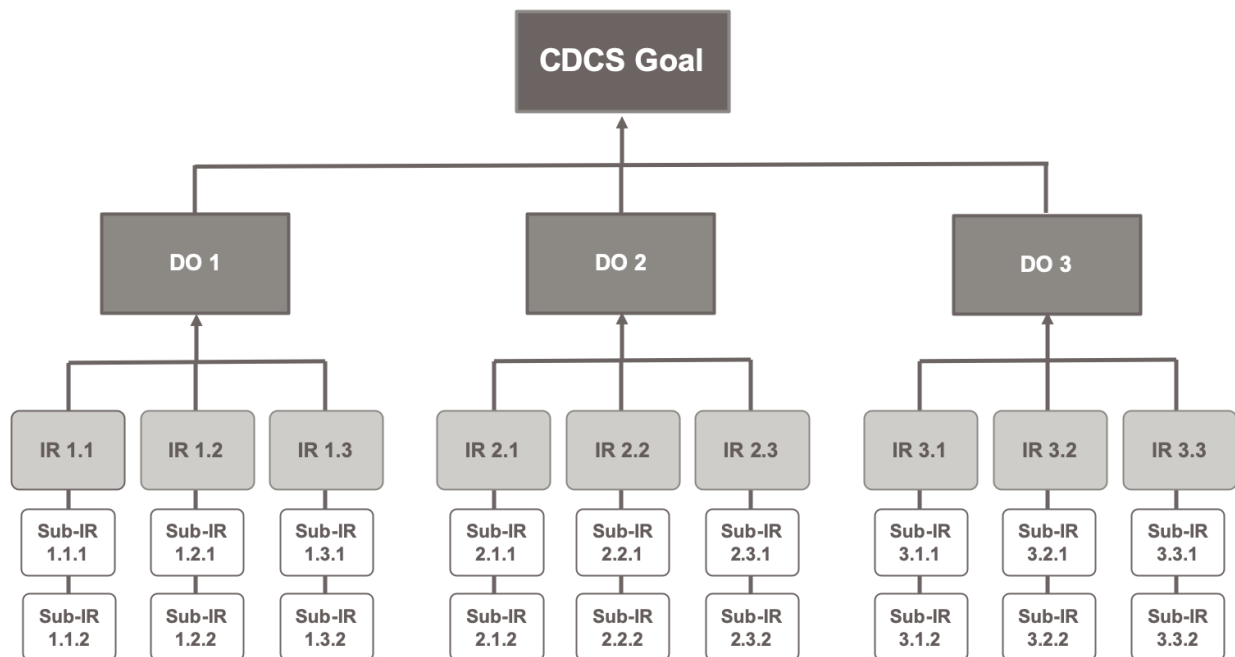 CDCS Goal
DO 1
DO 2
DO 3
IR 1.1
IR 1.2
IR 1.3
IR 2.1
IR 2.2
IR 2.3
IR 3.1
IR 3.2
IR 3.3
Sub-IR
1.1.1
Sub-IR
1.2.1
Sub-IR
1.3.1
Sub-IR
2.1.1
Sub-IR
2.2.1
Sub-IR
2.3.1
Sub-IR
3.1.1
Sub-IR
3.2.1
Sub-IR
3.3.1
Sub-IR
1.1.2
Sub-IR
1.2.2
Sub-IR
1.3.2
Sub-IR
2.1.2
Sub-IR
2.2.2
Sub-IR
2.3.2
Sub-IR
3.1.2
Sub-IR
3.2.2
Sub-IR
3.3.2